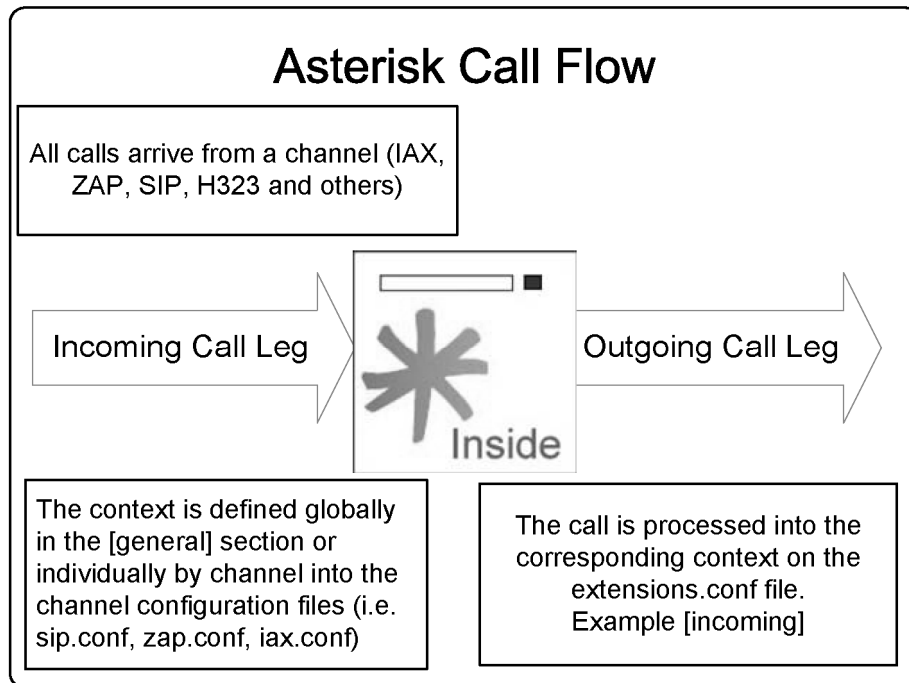 Asterisk Call Flow
All calls arrive from a channel (IAX,
ZAP, SIP, H323 and others)
Incoming Call Leg
Inside
Outgoing Call Leg
The context is defined globally
in the [general] section or
individually by channel into the
channel configuration files (i.e.
sip.conf, zap.conf, iax.conf)
The call is processed into the
corresponding context on the
extensions.conf file.
Example [incoming]